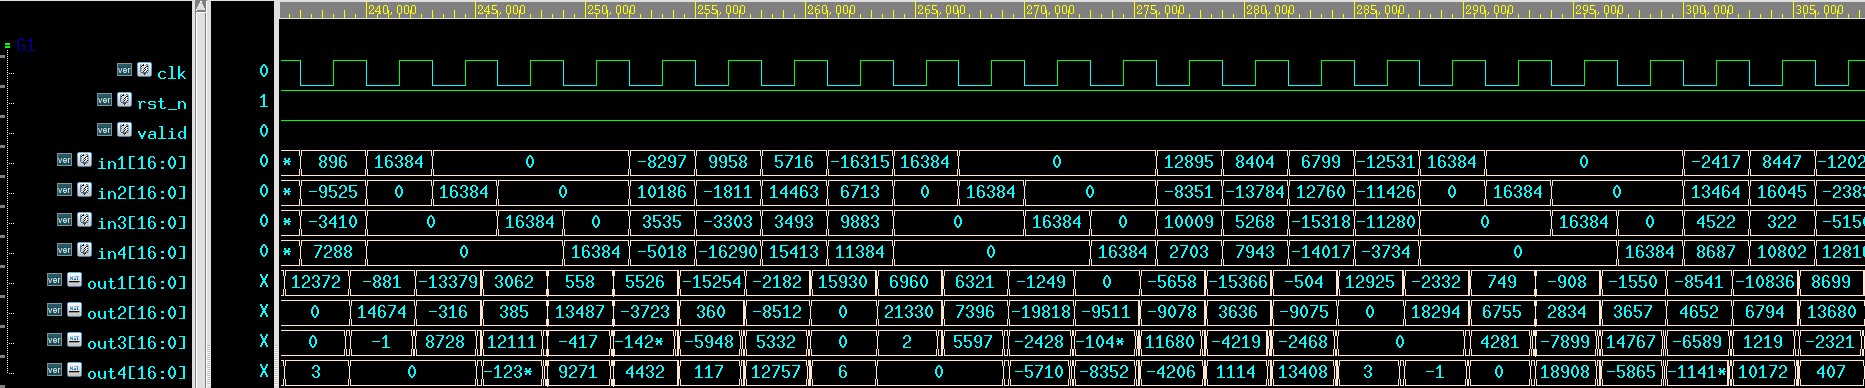 240,000 245,000 250,000 255,000 260,000 265,000 270,000 275,000 280,000 285,000 290,000 295,000 300,000 305,000
G1
ver clk 0
ver rst_n 1
ver valid 0
ver in1[16:0] 0 * 896 16384 0 -8297 9958 5716 -16315 16384 0 12895 8404 6799 -12531 16384 0 -2417 8447 -1202
ver in2[16:0] 0 * -9525 0 16384 0 10186 -1811 14463 6713 0 16384 0 -8351 -13784 12760 -11426 0 16384 0 13464 16045 -2383
ver in3[16:0] 0 * -3410 0 16384 0 3535 -3303 3493 9883 0 16384 0 10009 5268 -15318 -11280 0 16384 0 4522 322 -5156
ver in4[16:0] 0 * 7288 0 16384 -5018 -16290 15413 11384 0 16384 2703 7943 -14017 -3734 0 16384 8687 10802 12810
ver out1[16:0] X 12372 -881 -13379 3062 558 5526 -15254 -2182 15930 6960 6321 -1249 0 -5658 -15366 -504 12925 -2332 749 -908 -1550 -8541 -10836 8699
ver out2[16:0] X 0 14674 -316 385 13487 -3723 360 -8512 0 21330 7396 -19818 -9511 -9078 3636 -9075 0 18294 6755 2834 3657 4652 6794 13680
ver out3[16:0] X 0 -1 8728 12111 -417 -142* -5948 5332 0 2 5597 -2428 -104* 11680 -4219 -2468 0 4281 -7899 14767 -6589 1219 -2321
ver out4[16:0] X 3 0 -123* 9271 4432 117 12757 6 0 -5710 -8352 -4206 1114 13408 3 -1 0 18908 -5865 -1141* 10172 407